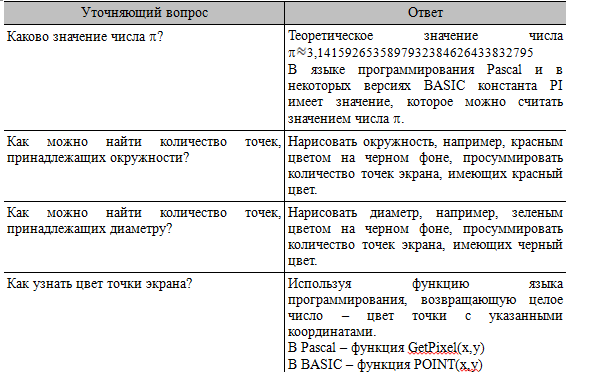 Уточняющий вопрос
Ответ
Каково значение числа π?
Теоретическое значение числа
π≈3,1415926535897932384626433832795
В языке программирования Pascal и в
некоторых версиях BASIC константа PI
имеет значение, которое можно считать
значением числа π.
Как можно найти количество точек,
принадлежащих окружности?
Нарисовать окружность, например, красным
цветом на черном фоне, просуммировать
количество точек экрана, имеющих красный
цвет.
Как можно найти количество точек,
принадлежащих диаметру?
Нарисовать диаметр, например, зеленым
цветом на черном фоне, просуммировать
количество точек экрана, имеющих черный
цвет.
Как узнать цвет точки экрана?
Используя функцию языка
программирования, возвращающую целое
число – цвет точки с указанными
координатами.
В Pascal – функция GetPixel(x,y)
В BASIC – функция POINT(x,y)